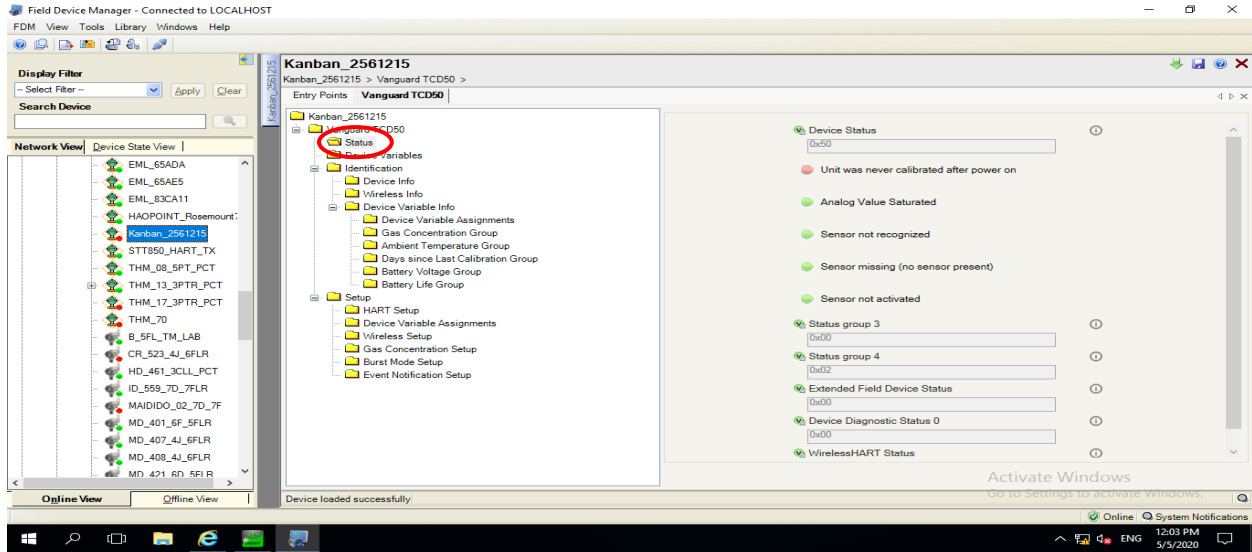 Field Device Manager - Connected to LOCALHOST
FDM View Tools Library Windows Help
Display Filter
-- Select Filter --
Apply
Clear
Search Device
Network View
Device State View
EML_65ADA
EML_65AE5
EML_83CA11
HAOPOINT_Rosemount
Kanban_2561215
STT850_HART_TX
THM_08_5PT_PCT
THM_13_3PTR_PCT
THM_17_3PTR_PCT
THM_70
B_5FL_TM_LAB
CR_523_4J_6FLR
HD_461_3CLL_PCT
ID_559_7D_7FLR
MAIDIDO_02_7D_7F
MD_401_6F_5FLR
MD_407_4J_6FLR
MD_408_4J_6FLR
MD_421_6D_5FLR
Online View
Offline View
Kanban_2561215
Kanban_2561215
Kanban_2561215 > Vanguard TCD50 >
Entry Points
Vanguard TCD50
Kanban_2561215
Vanguard TCD50
Status
Device Variables
Identification
Device Info
Wireless Info
Device Variable Info
Device Variable Assignments
Gas Concentration Group
Ambient Temperature Group
Days since Last Calibration Group
Battery Voltage Group
Battery Life Group
Setup
HART Setup
Device Variable Assignments
Wireless Setup
Gas Concentration Setup
Burst Mode Setup
Event Notification Setup
Device Status
0x50
Unit was never calibrated after power on
Analog Value Saturated
Sensor not recognized
Sensor missing (no sensor present)
Sensor not activated
Status group 3
0x00
Status group 4
0x02
Extended Field Device Status
0x00
Device Diagnostic Status 0
0x00
WirelessHART Status
Activate Windows
Go to Settings to activate Windows.
Device loaded successfully
Online
System Notifications
ENG
12:03 PM
5/5/2020